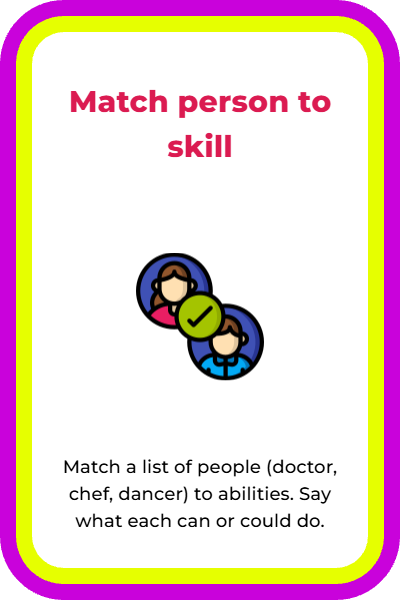 Match person to
skill
Match a list of people (doctor,
chef, dancer) to abilities. Say
what each can or could do.